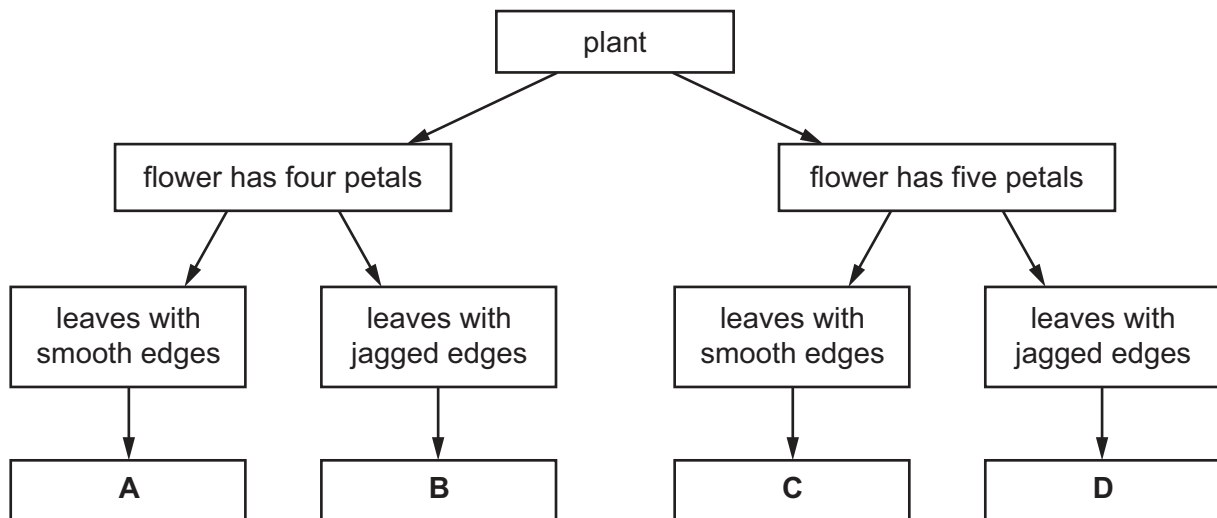 plant
flower has four petals
flower has five petals
leaves with
smooth edges
leaves with
jagged edges
leaves with
smooth edges
leaves with
jagged edges
A
B
C
D